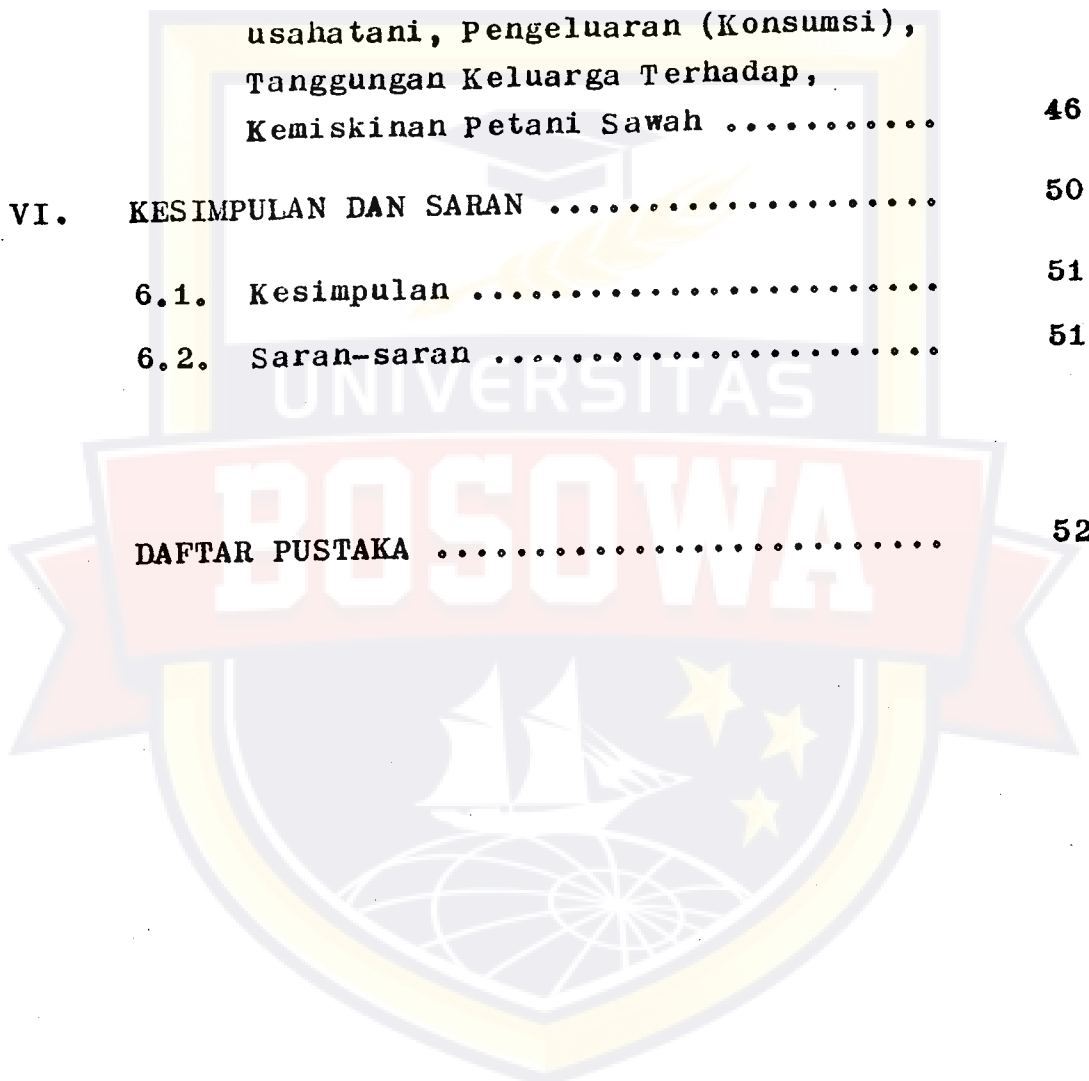 usahatani, Pengeluaran (Konsumsi),
Tanggungan Keluarga Terhadap,
Kemiskinan Petani Sawah ........... 46
VI. KESIMPULAN DAN SARAN .................... 50
6.1. Kesimpulan ........................ 51
6.2. Saran-saran ....................... 51
UNIVERSITAS
BOSOWA
DAFTAR PUSTAKA .......................... 52